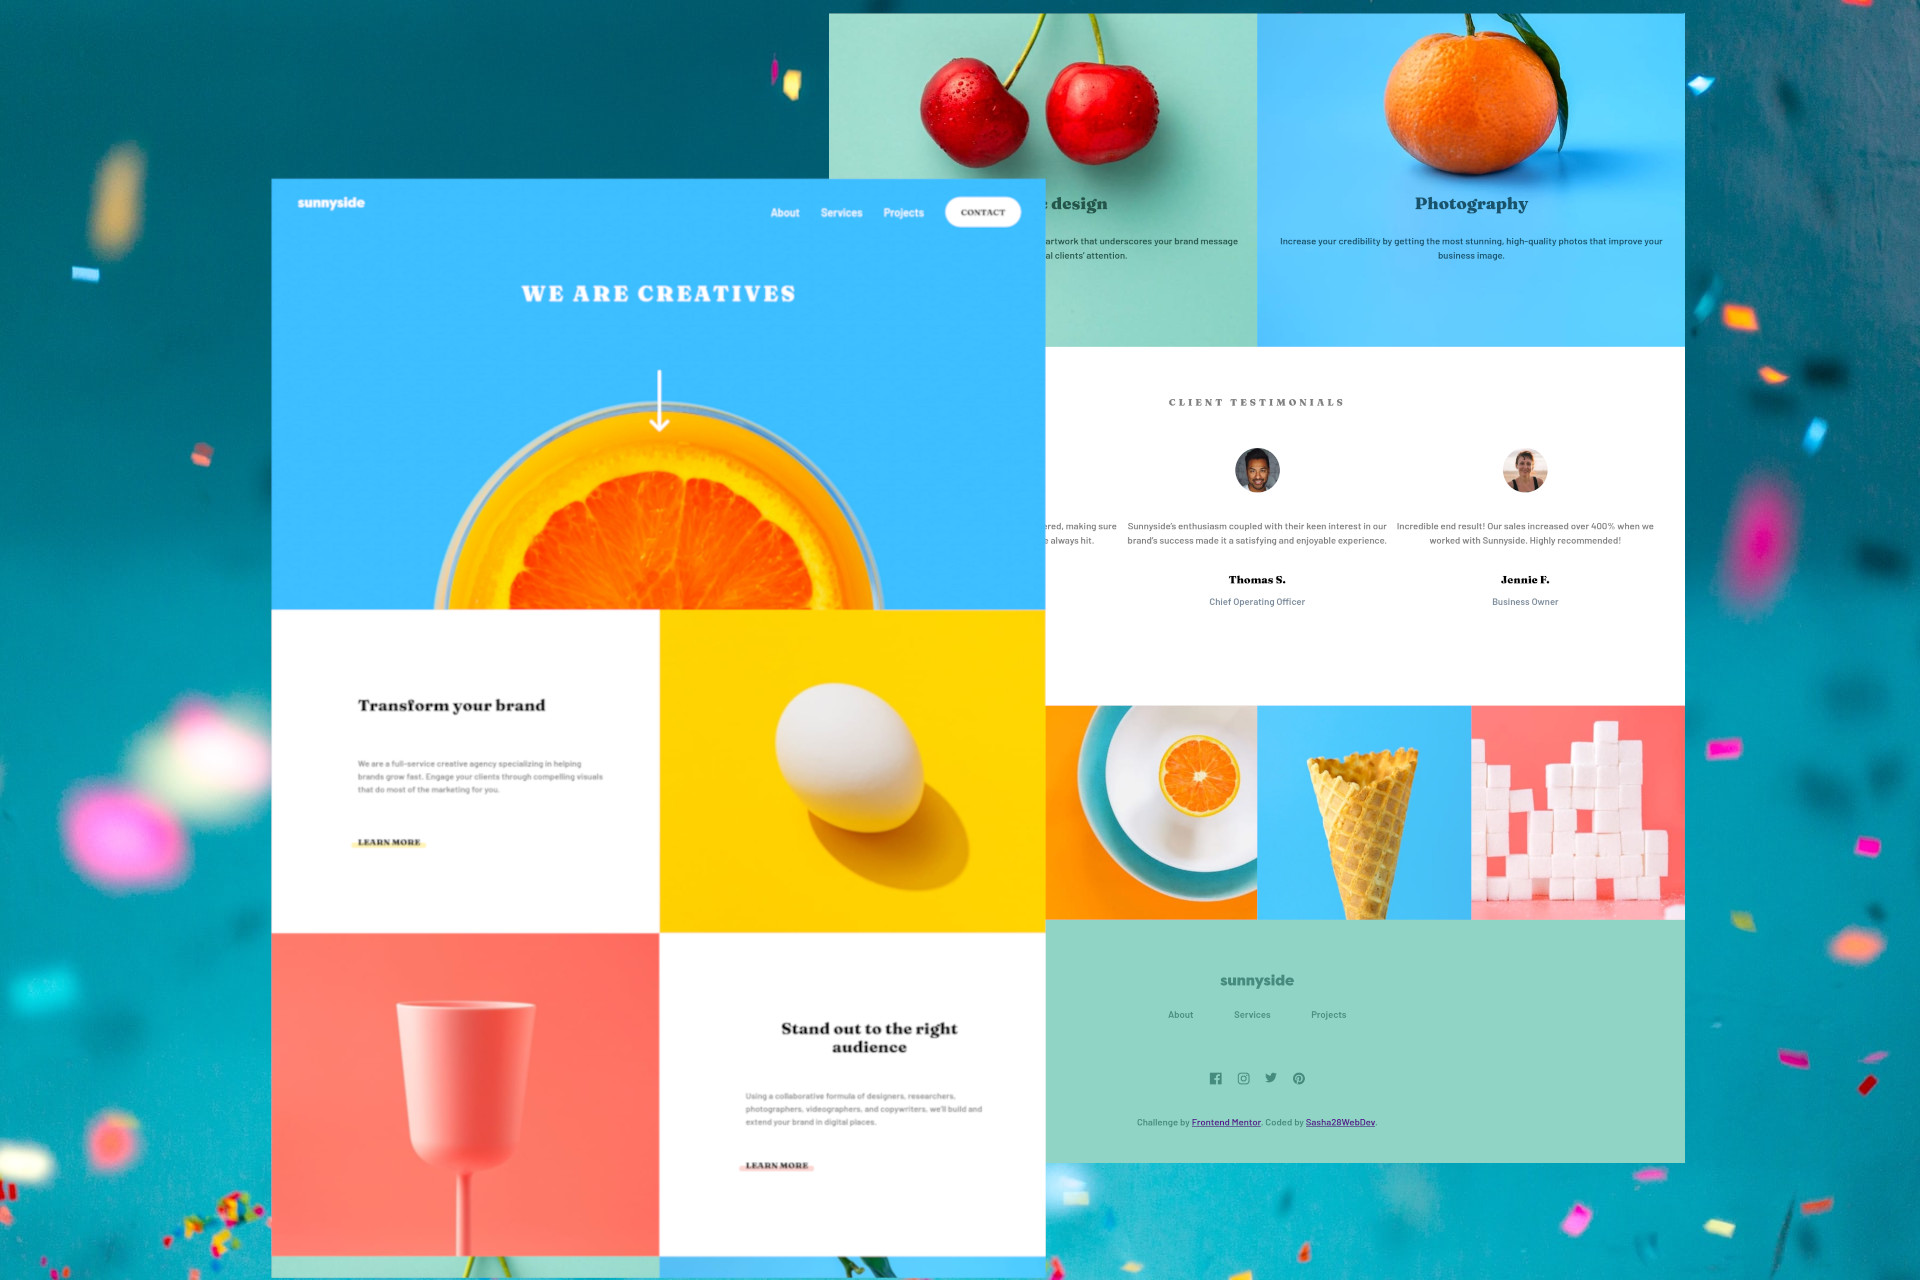 sunnyside
About Services Projects CONTACT
WE ARE CREATIVES
Transform your brand
We are a full-service creative agency specializing in helping
brands grow fast. Engage your clients through compelling visuals
that do most of the marketing for you.
LEARN MORE
Stand out to the right
audience
Using a collaborative formula of designers, researchers,
photographers, videographers, and copywriters, we'll build and
extend your brand in digital places.
LEARN MORE
design
artwork that underscores your brand message
clients' attention.
Photography
Increase your credibility by getting the most stunning, high-quality photos that improve your
business image.
CLIENT TESTIMONIALS
making sure
always hit.
Sunnyside's enthusiasm coupled with their keen interest in our
brand's success made it a satisfying and enjoyable experience.
Thomas S.
Chief Operating Officer
Incredible end result! Our sales increased over 400% when we
worked with Sunnyside. Highly recommended!
Jennie F.
Business Owner
sunnyside
About Services Projects
Challenge by Frontend Mentor. Coded by Sasha28WebDev.